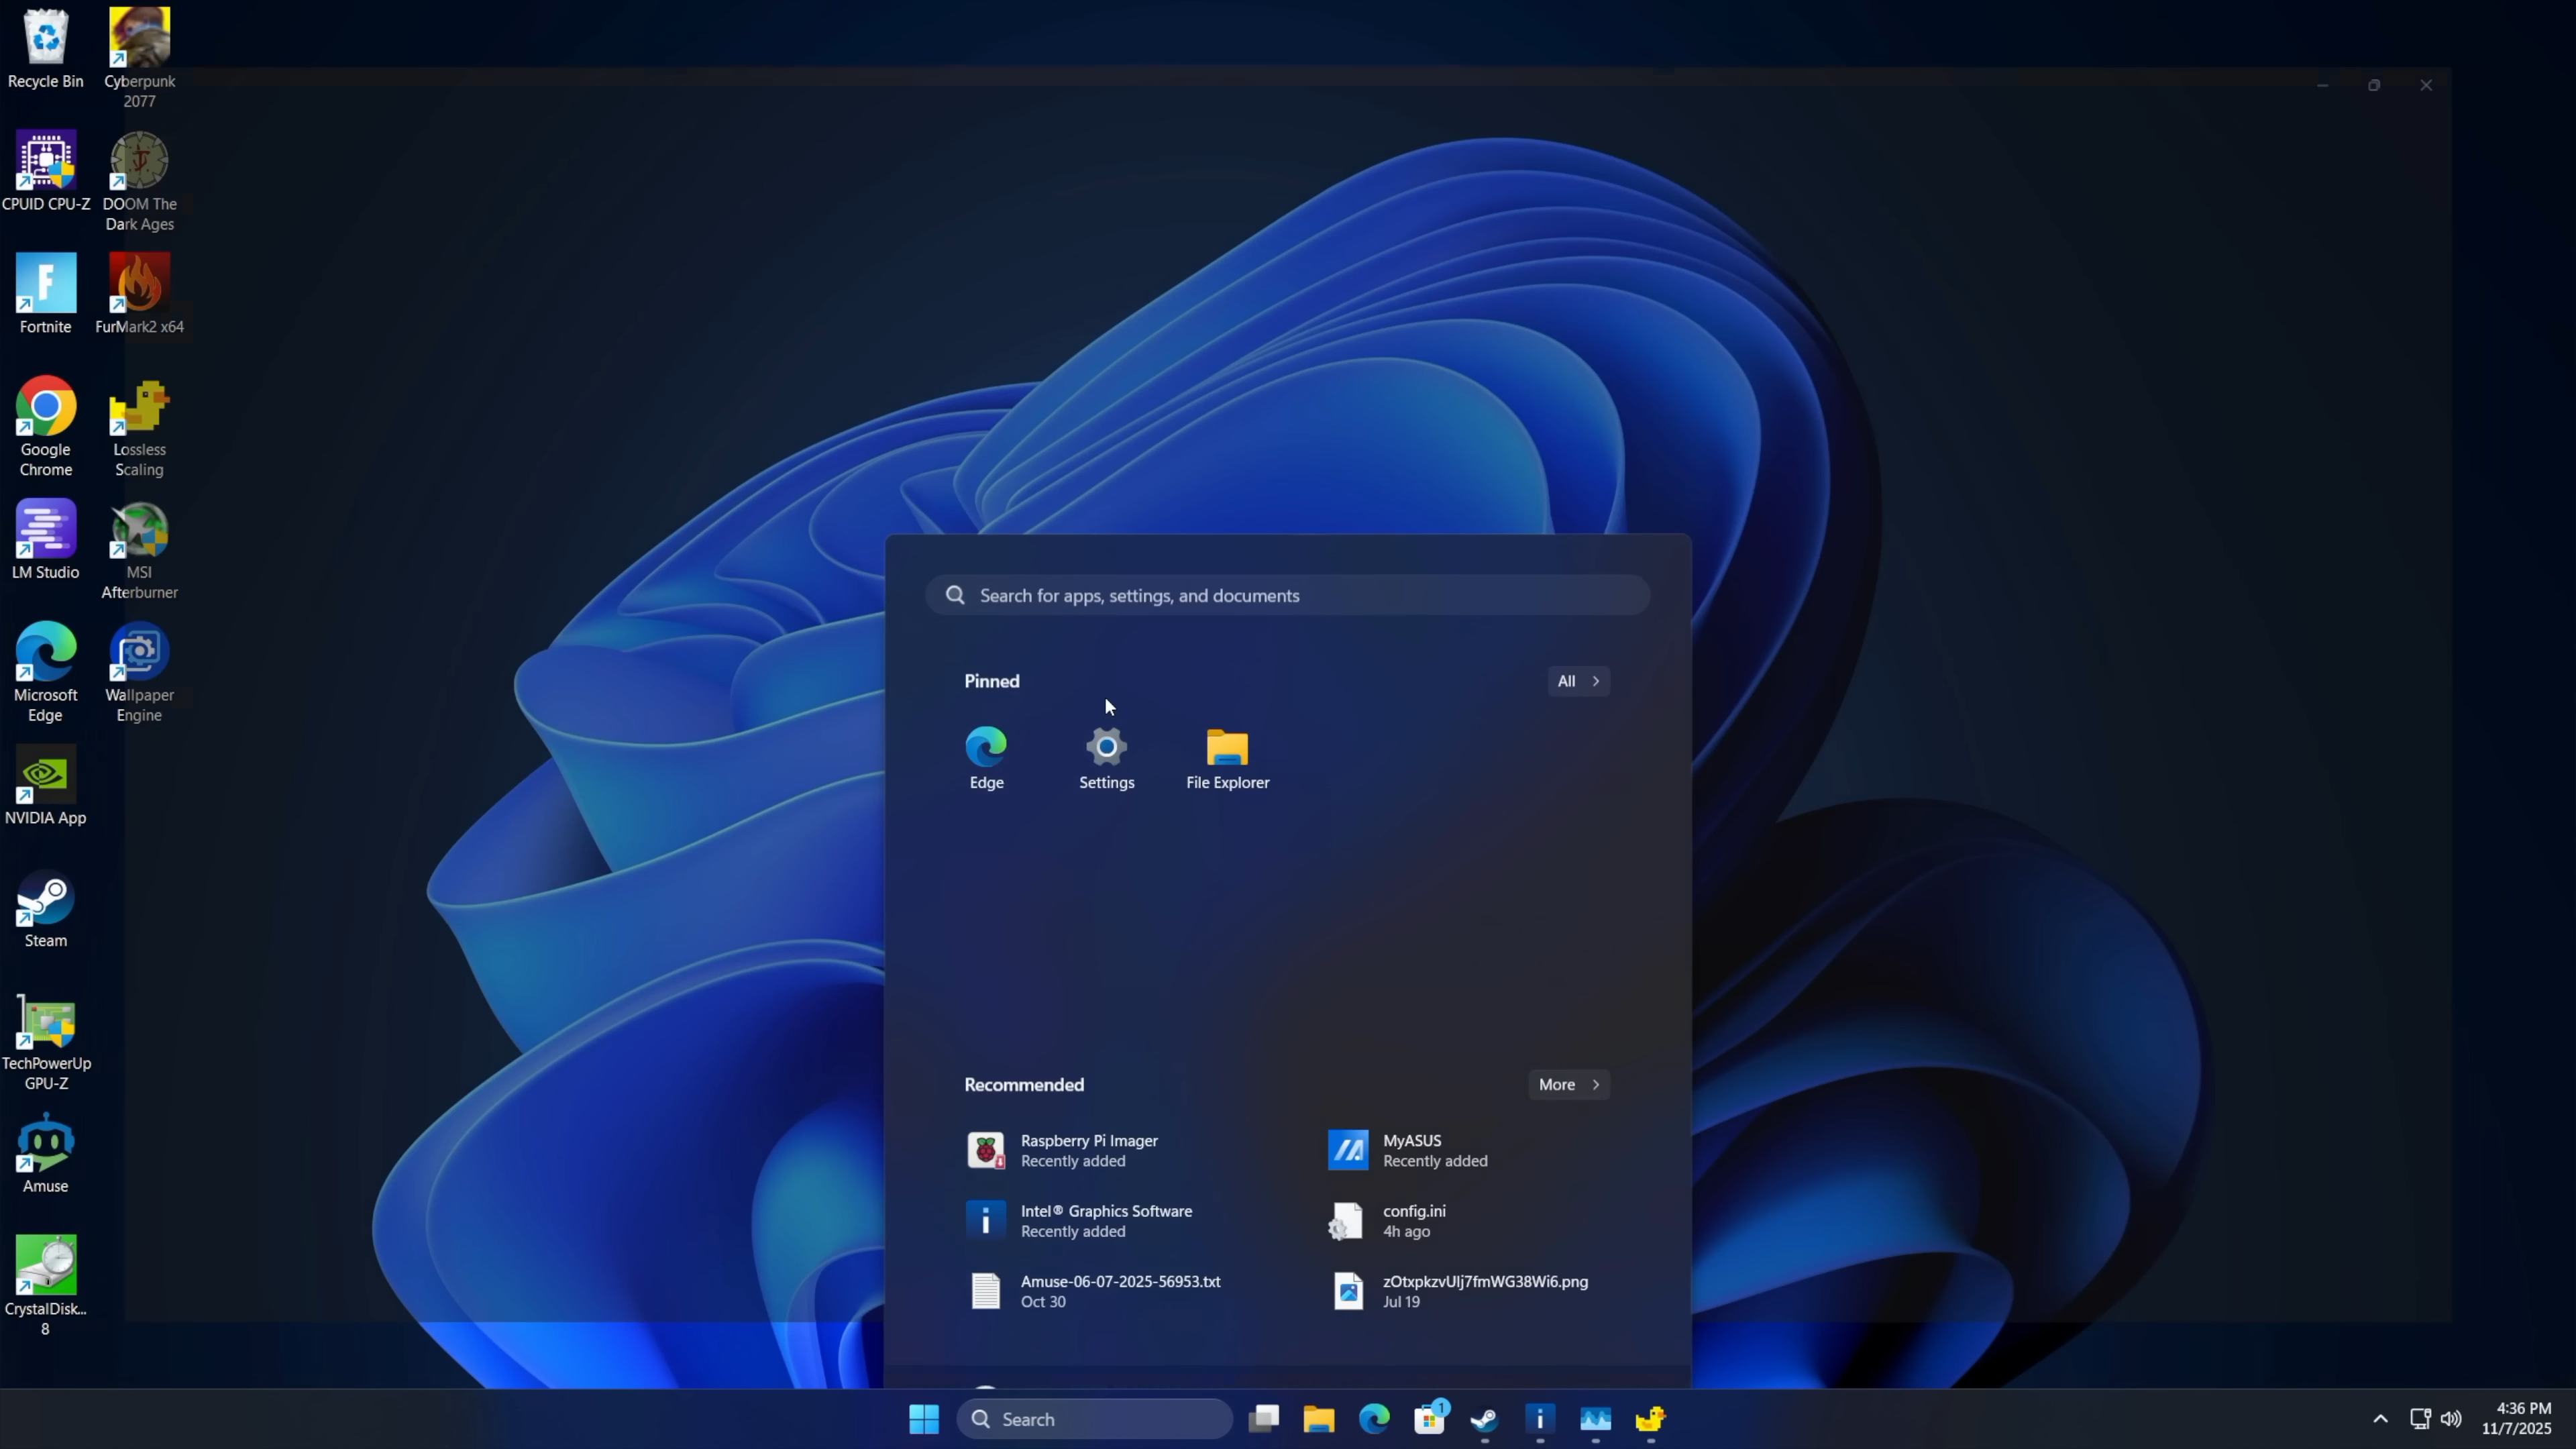 Recycle Bin
Cyberpunk
2077
CPUID CPU-Z
DOOM The
Dark Ages
Fortnite
FurMark2 x64
Google
Chrome
Lossless
Scaling
LM Studio
MSI
Afterburner
Microsoft
Edge
Wallpaper
Engine
NVIDIA App
Steam
TechPowerUp
GPU-Z
Amuse
CrystalDisk...
8
Search for apps, settings, and documents
Pinned
All
Edge
Settings
File Explorer
Recommended
More
Raspberry Pi Imager
Recently added
MyASUS
Recently added
Intel® Graphics Software
Recently added
config.ini
4h ago
Amuse-06-07-2025-56953.txt
Oct 30
zOtxpkzvUlj7fmWG38Wi6.png
Jul 19
Search
1
4:36 PM
11/7/2025